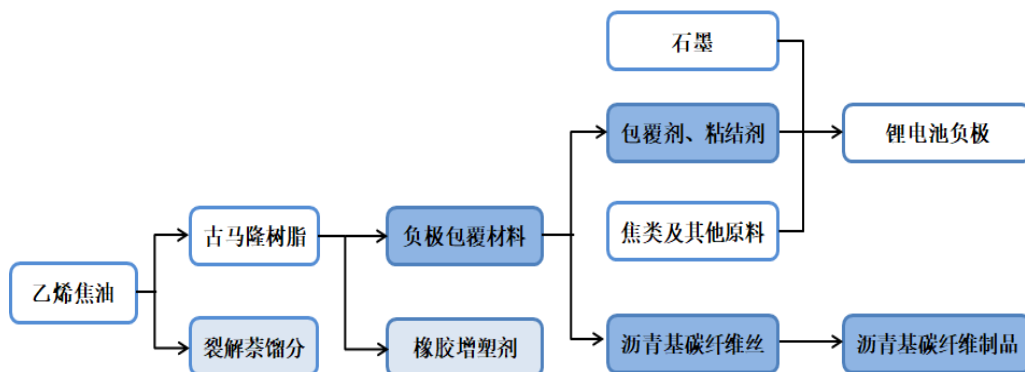 石墨
包覆剂、粘结剂
锂电池负极
古马隆树脂
负极包覆材料
焦类及其他原料
乙烯焦油
裂解萘馏分
橡胶增塑剂
沥青基碳纤维丝
沥青基碳纤维制品